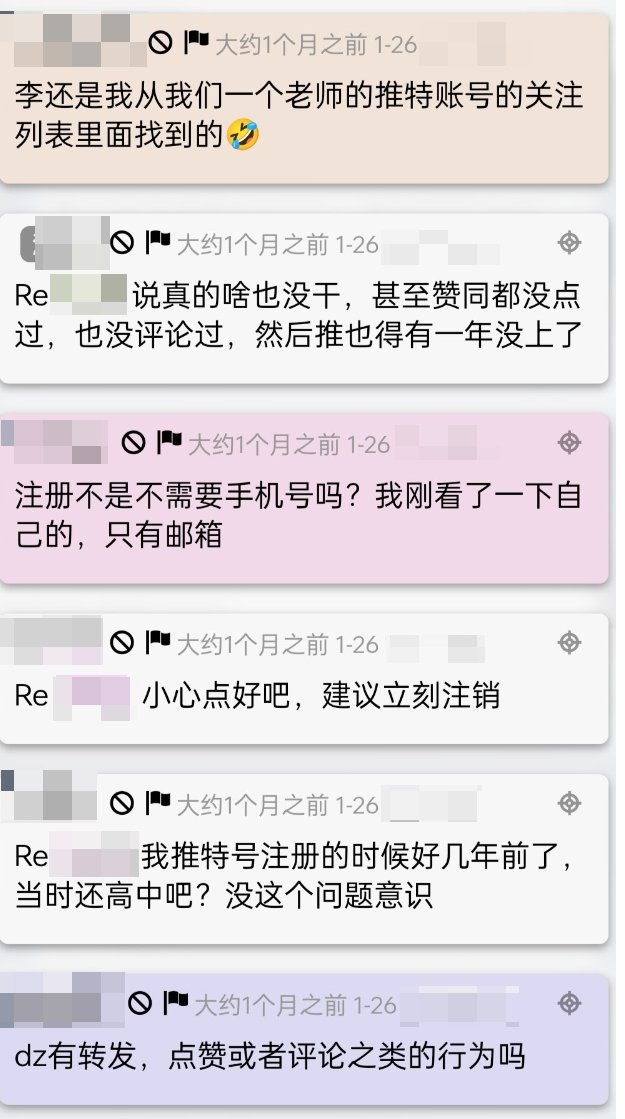 大约1个月之前 1-26
李还是我从我们一个老师的推特账号的关注
列表里面找到的🤣
大约1个月之前 1-26
Re 说真的啥也没干，甚至赞同都没点
过，也没评论过，然后推也得有一年没上了
大约1个月之前 1-26
注册不是不需要手机号吗？我刚看了一下自
己的，只有邮箱
大约1个月之前 1-26
Re 小心点好吧，建议立刻注销
大约1个月之前 1-26
Re 我推特号注册的时候好几年前了，
当时还高中吧？没这个问题意识
大约1个月之前 1-26
dz有转发，点赞或者评论之类的行为吗